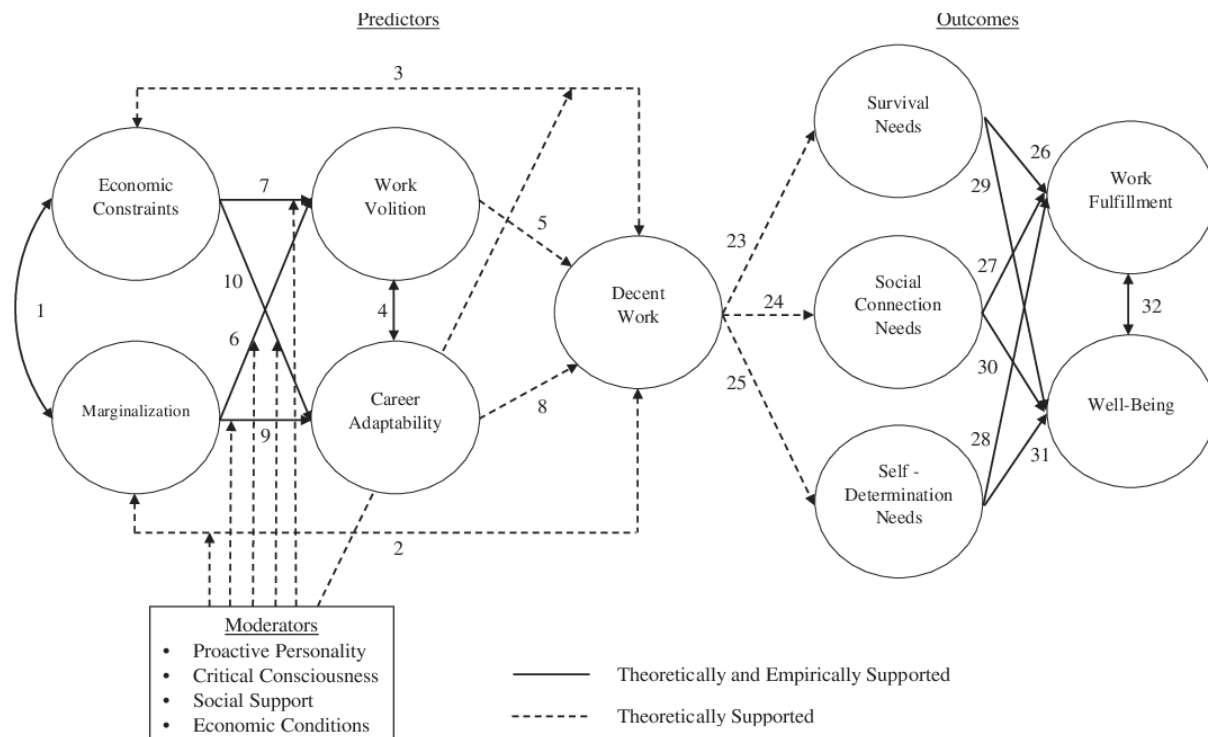 Predictors
Outcomes
3
Survival
Needs
26
29
Economic
Constraints
7
Work
Volition
Work
Fulfillment
5
23
10
27
Social
Connection
Needs
1
4
Decent
Work
24
32
6
30
25
Marginalization
Career
Adaptability
8
Well-Being
9
28
31
Self -
Determination
Needs
2
Moderators
• Proactive Personality
• Critical Consciousness
• Social Support
• Economic Conditions
Theoretically and Empirically Supported
Theoretically Supported